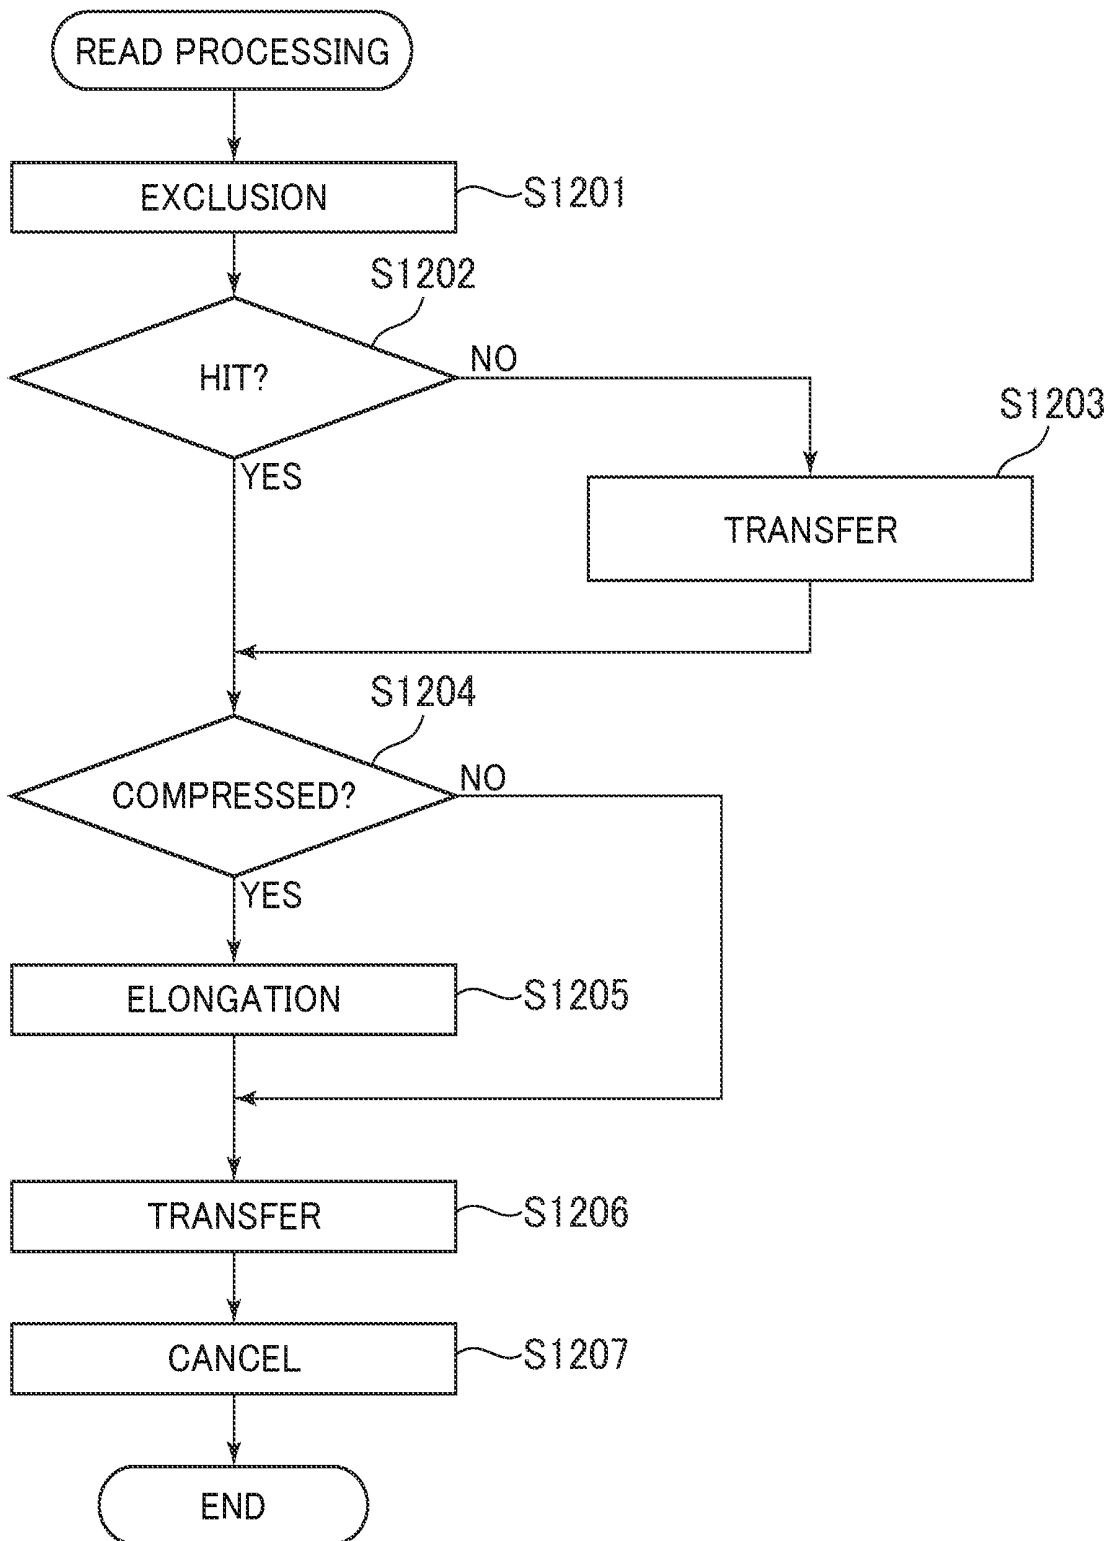 READ PROCESSING
EXCLUSION
S1201
S1202
HIT?
NO
YES
S1203
TRANSFER
S1204
COMPRESSED?
NO
YES
ELONGATION
S1205
TRANSFER
S1206
CANCEL
S1207
END